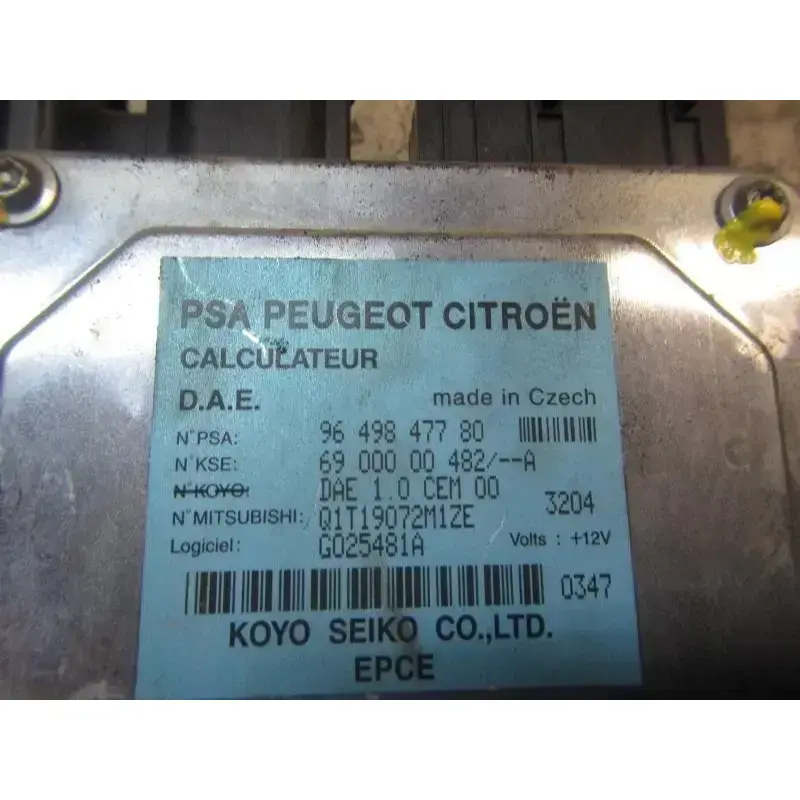 PSA PEUGEOT CITROËN
CALCULATEUR
D.A.E. made in Czech
N°PSA: 96 498 477 80
N°KSE: 69 000 00 482/--A
N°KOYO: DAE 1.0 CEM 00
3204
N°MITSUBISHI: Q1T19072M1ZE
Logiciel: G025481A Volts : +12V
0347
KOYO SEIKO CO.,LTD.
EPCE